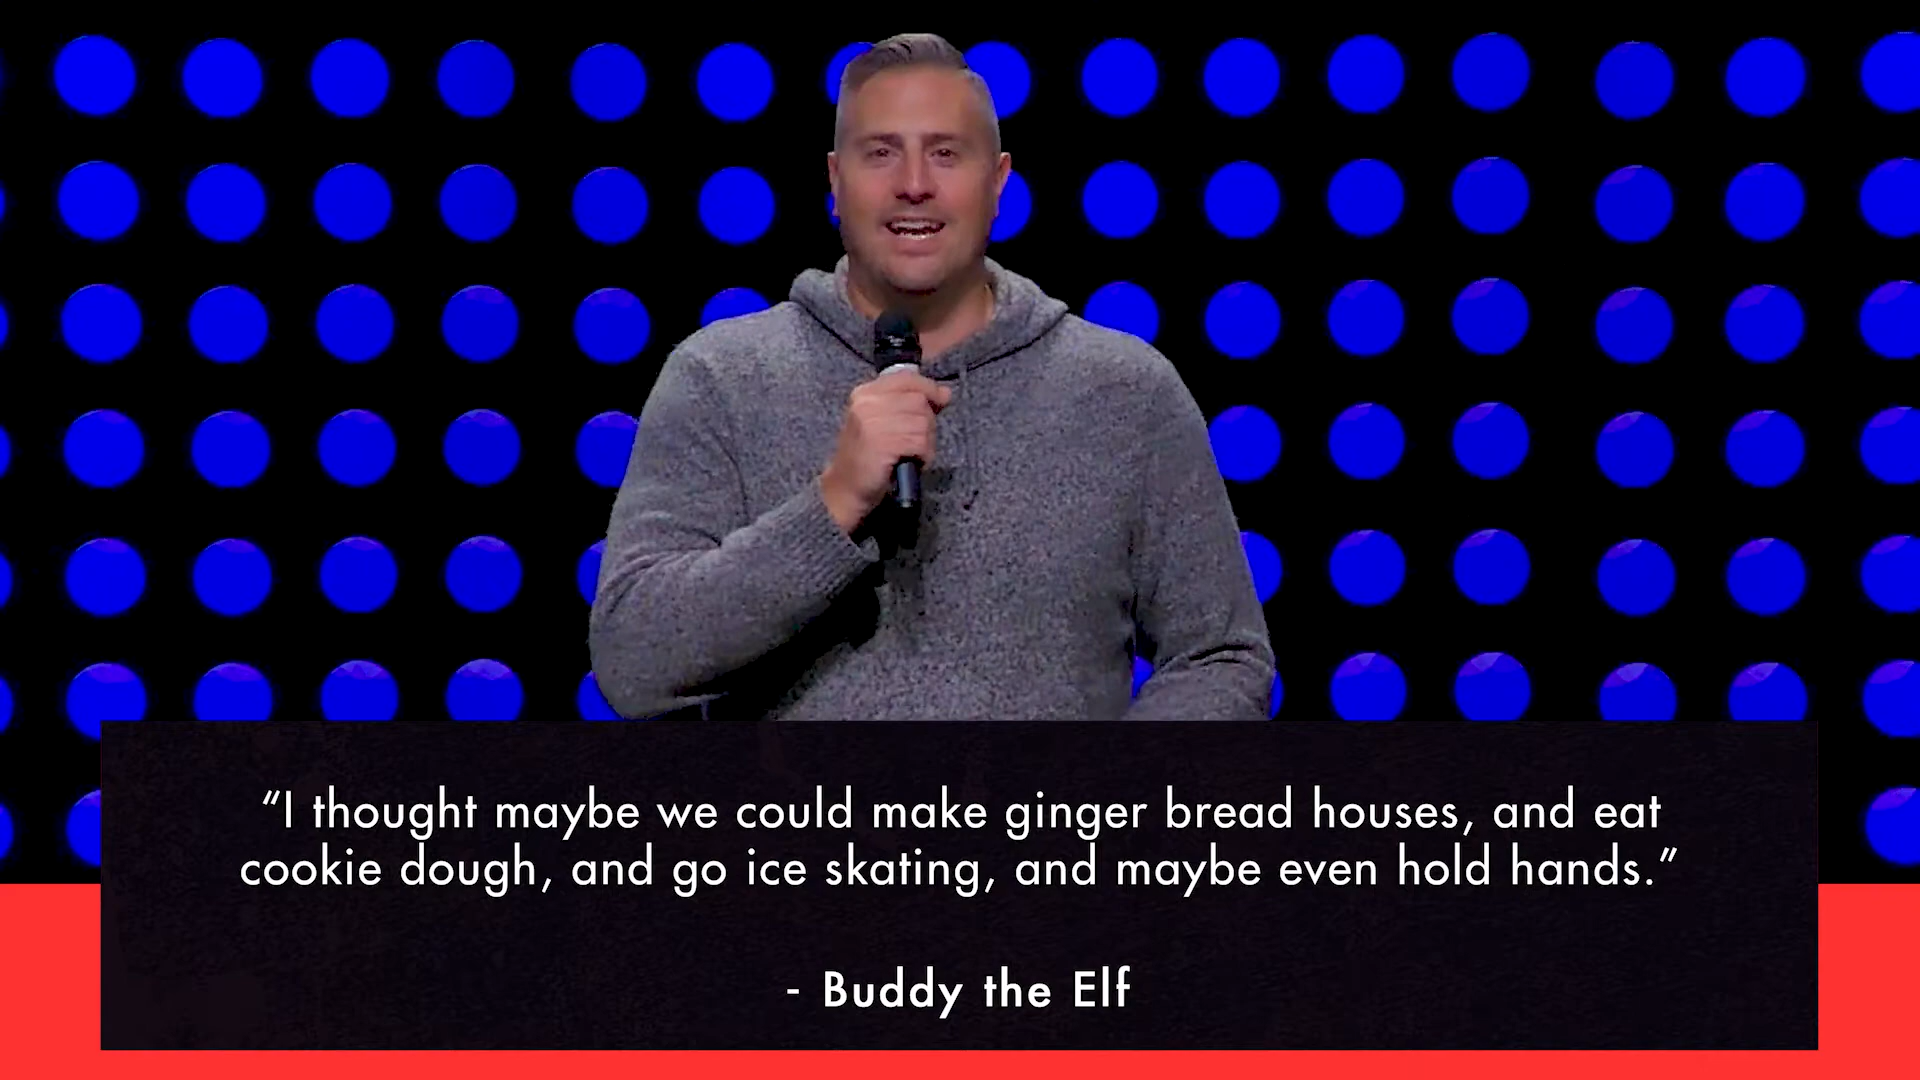 “I thought maybe we could make ginger bread houses, and eat
cookie dough, and go ice skating, and maybe even hold hands.”
- Buddy the Elf